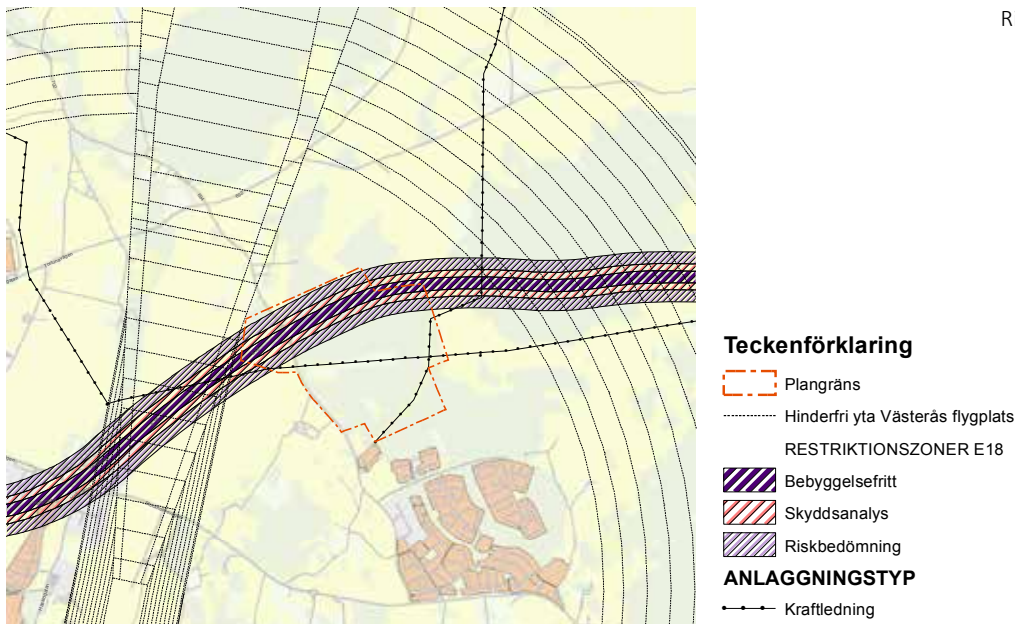 R
Teckenförklaring
Plangräns
Hinderfri yta Västerås flygplats
RESTRIKTIONSZONER E18
Bebyggelsefritt
Skyddsanalys
Riskbedömning
ANLAGGNINGSTYP
Kraftledning